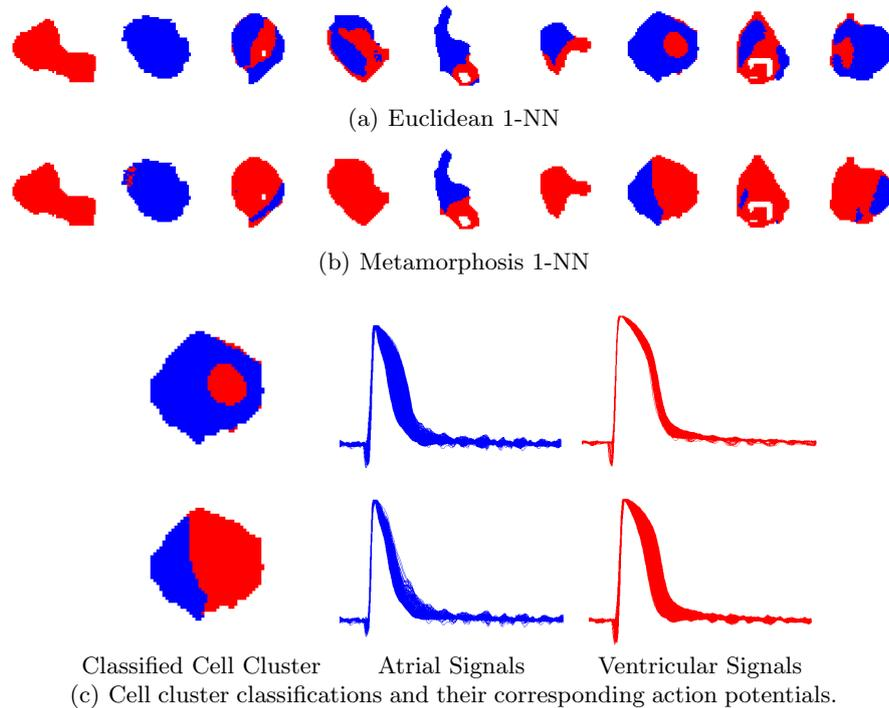 (a) Euclidean 1-NN
(b) Metamorphosis 1-NN
Classified Cell Cluster Atrial Signals Ventricular Signals
(c) Cell cluster classifications and their corresponding action potentials.